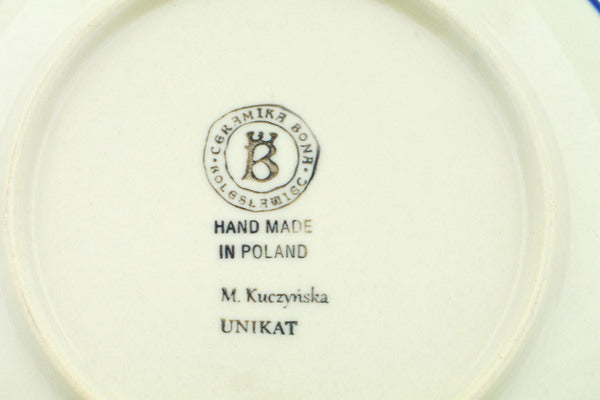 CERAMIKA BONA
BOLESŁAWIEC
B
HAND MADE
IN POLAND
M. Kuczyńska
UNIKAT